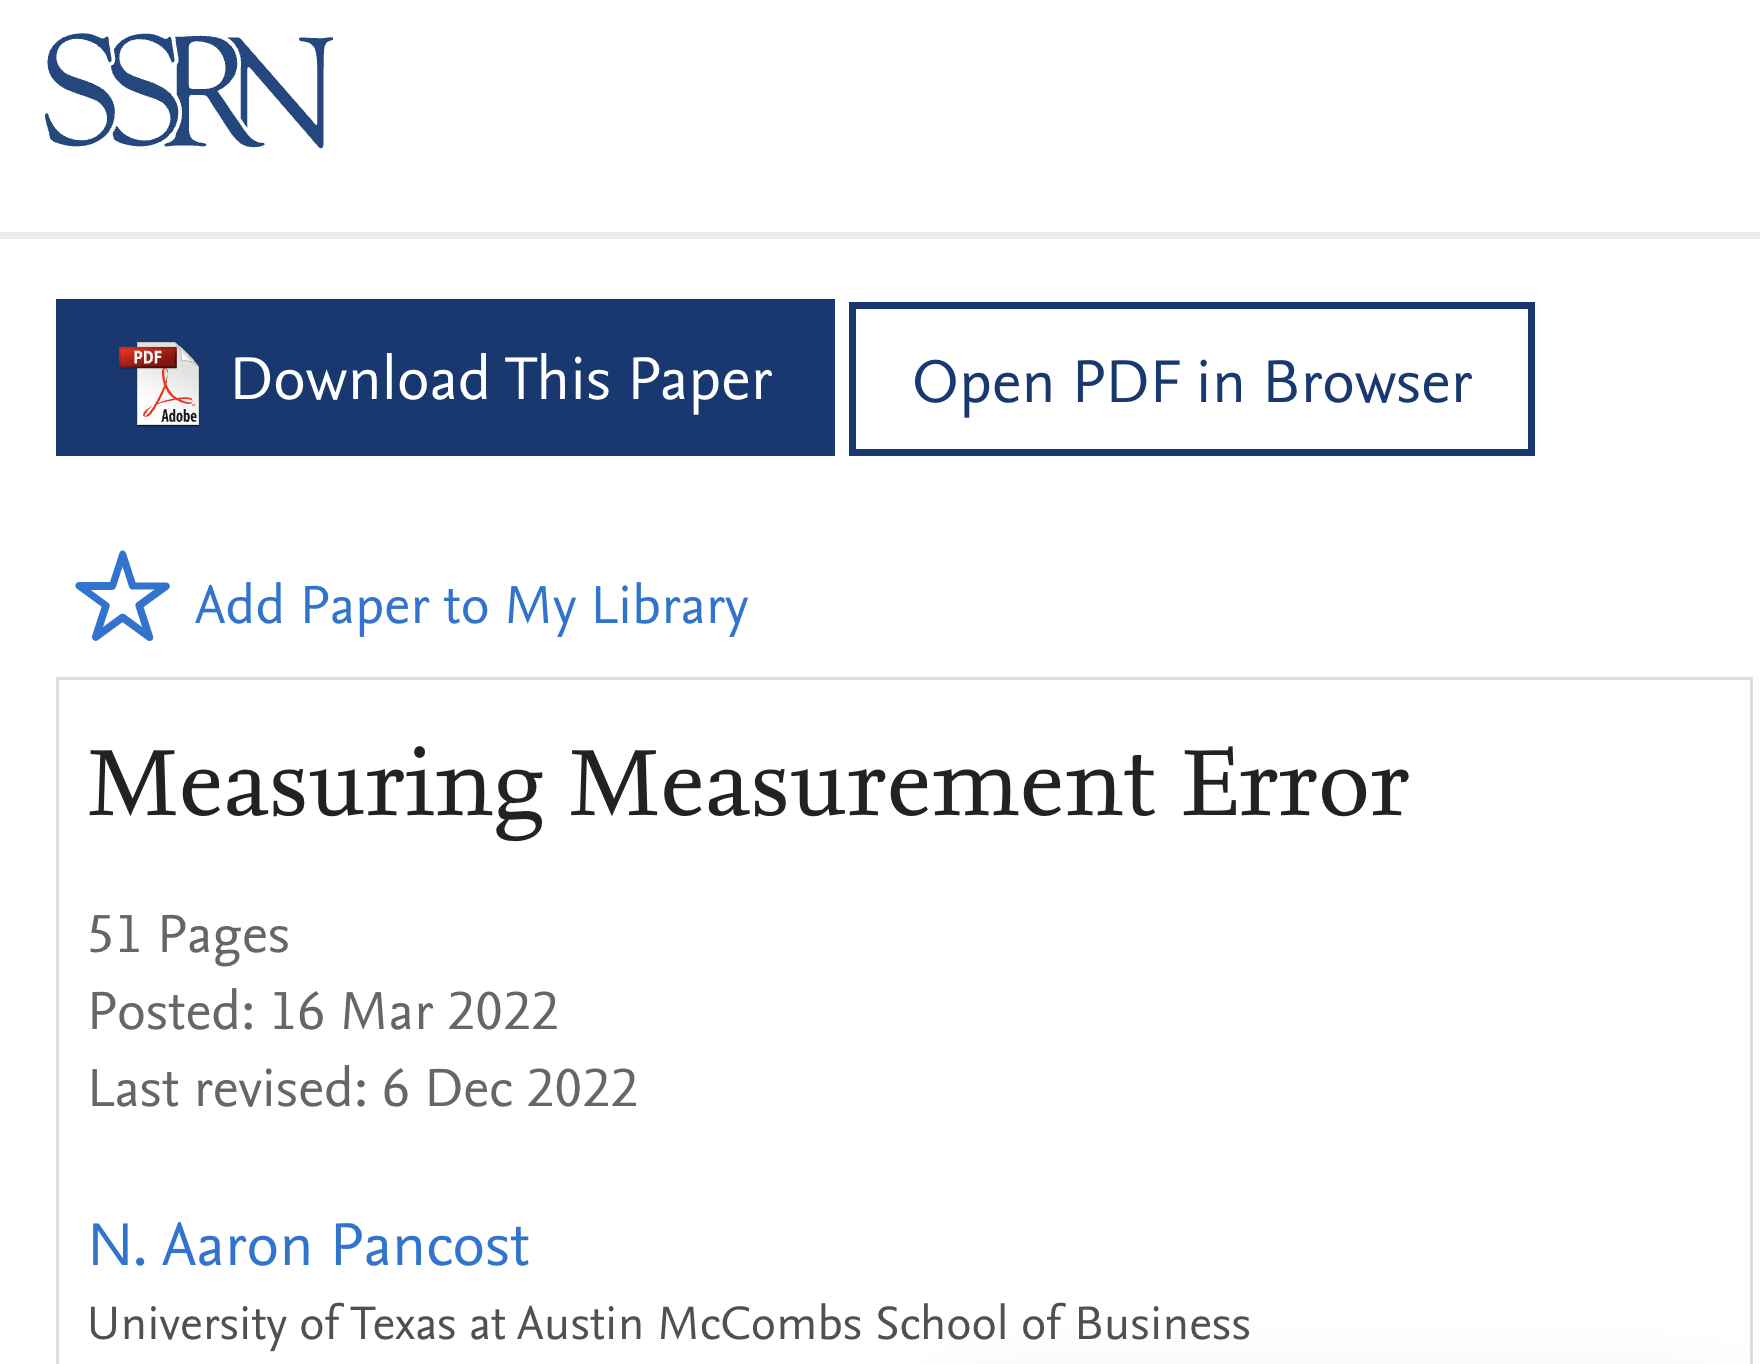 SSRN
PDF
Adobe
Download This Paper
Open PDF in Browser
Add Paper to My Library
Measuring Measurement Error
51 Pages
Posted: 16 Mar 2022
Last revised: 6 Dec 2022
N. Aaron Pancost
University of Texas at Austin McCombs School of Business